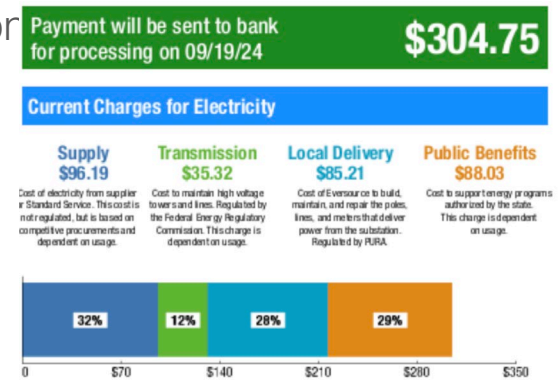 or
Payment will be sent to bank
for processing on 09/19/24
$304.75
Current Charges for Electricity
Supply
$96.19
Cost of electricity from supplier
or Standard Service. This cost is
not regulated, but is based on
competitive procurements and
dependent on usage.
Transmission
$35.32
Cost to maintain high voltage
towers and lines. Regulated by
the Federal Energy Regulatory
Commission. This charge is
dependent on usage.
Local Delivery
$85.21
Cost of Eversource to build,
maintain, and repair the poles,
lines, and meters that deliver
power from the substation.
Regulated by PURA.
Public Benefits
$88.03
Cost to support energy programs
authorized by the state.
This charge is dependent
on usage.
32%
12%
28%
29%
0
$70
$140
$210
$280
$350